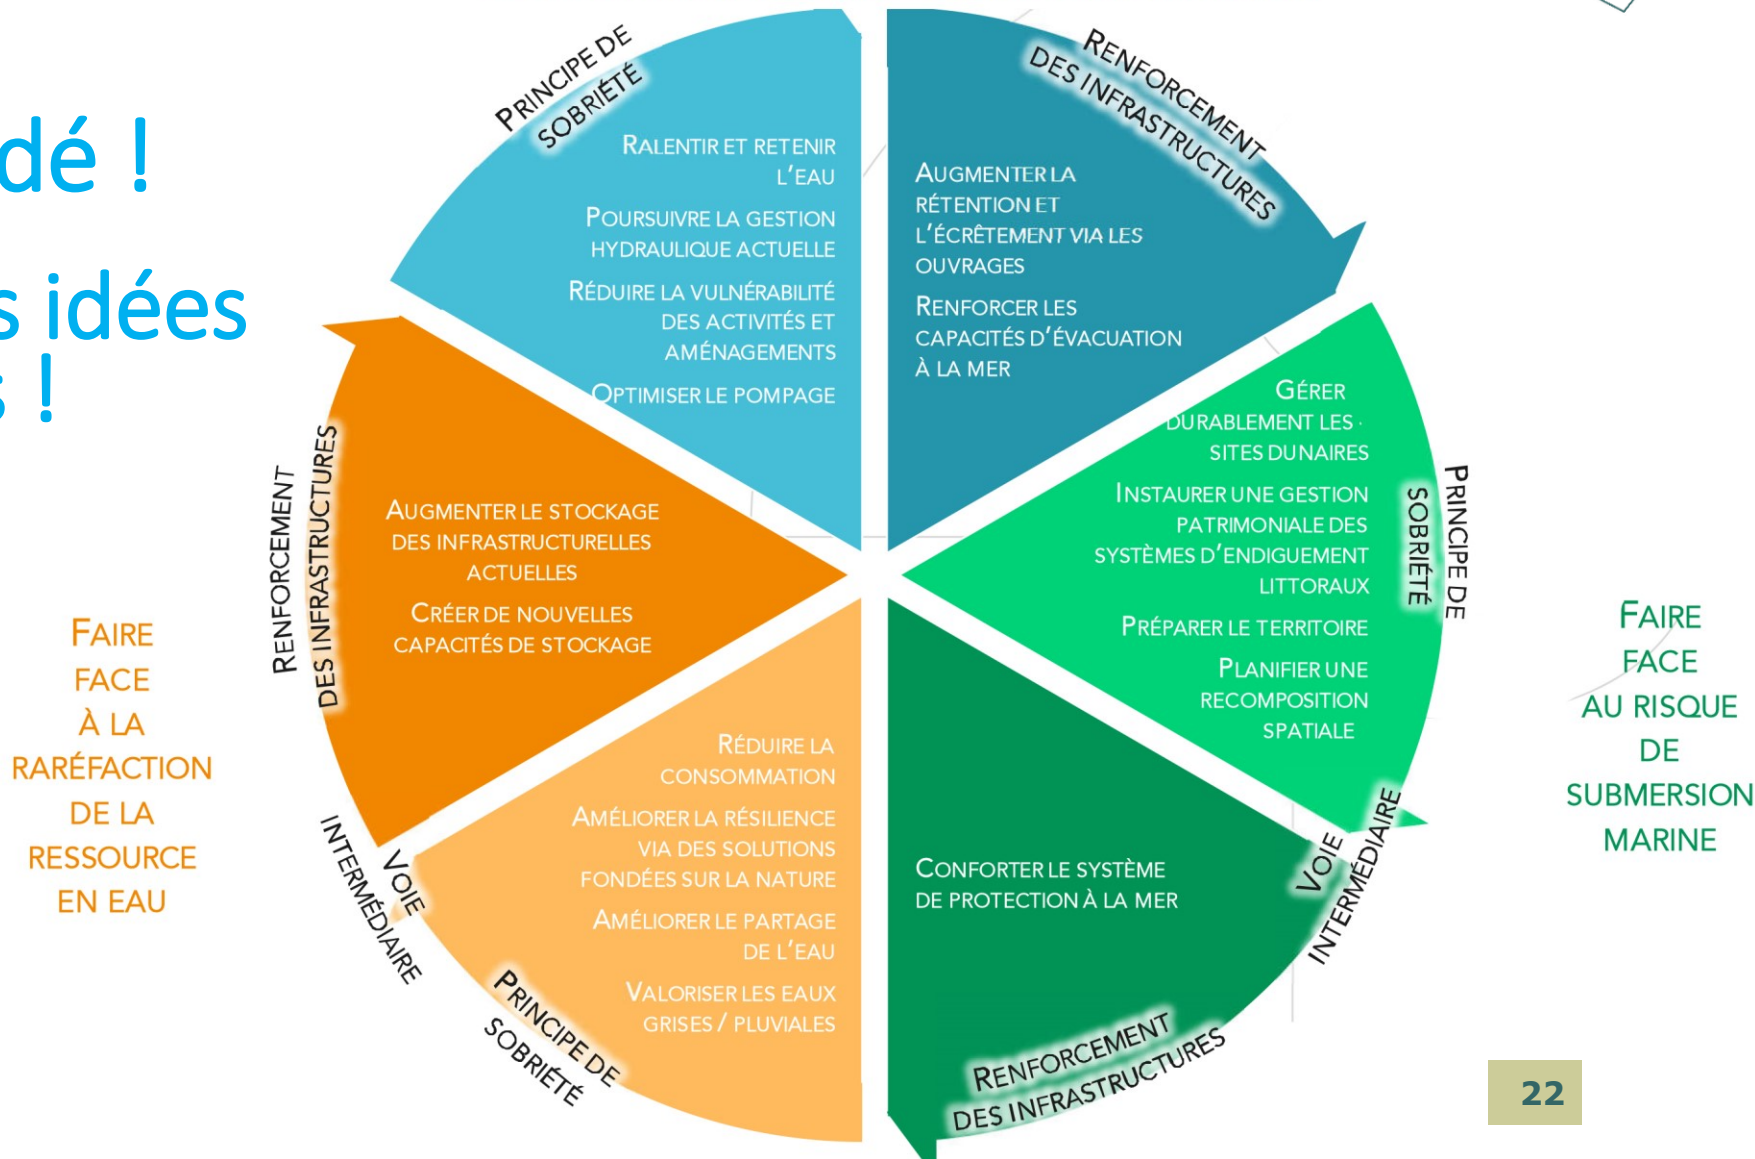 dé !
s idées
s !
PRINCIPE DE
SOBRIÉTÉ
RALENTIR ET RETENIR
L'EAU
POURSUIVRE LA GESTION
HYDRAULIQUE ACTUELLE
RÉDUIRE LA VULNÉRABILITÉ
DES ACTIVITÉS ET
AMÉNAGEMENTS
OPTIMISER LE POMPAGE
RENFORCEMENT
DES INFRASTRUCTURES
AUGMENTER LA
RÉTENTION ET
L'ÉCRÊTEMENT VIA LES
OUVRAGES
RENFORCER LES
CAPACITÉS D'ÉVACUATION
À LA MER
PRINCIPE DE
SOBRIÉTÉ
GÉRER
DURABLEMENT LES ·
SITES DUNAIRES
INSTAURER UNE GESTION
PATRIMONIALE DES
SYSTÈMES D'ENDIGUEMENT
LITTORAUX
PRÉPARER LE TERRITOIRE
PLANIFIER UNE
RECOMPOSITION
SPATIALE
VOIE
INTERMÉDIAIRE
FAIRE
FACE
AU RISQUE
DE
SUBMERSION
MARINE
CONFORTER LE SYSTÈME
DE PROTECTION À LA MER
RENFORCEMENT
DES INFRASTRUCTURES
RÉDUIRE LA
CONSOMMATION
AMÉLIORER LA RÉSILIENCE
VIA DES SOLUTIONS
FONDÉES SUR LA NATURE
AMÉLIORER LE PARTAGE
DE L'EAU
VALORISER LES EAUX
GRISES / PLUVIALES
PRINCIPE DE
SOBRIÉTÉ
VOIE
INTERMÉDIAIRE
RENFORCEMENT
DES INFRASTRUCTURES
AUGMENTER LE STOCKAGE
DES INFRASTRUCTURELLES
ACTUELLES
CRÉER DE NOUVELLES
CAPACITÉS DE STOCKAGE
FAIRE
FACE
À LA
RARÉFACTION
DE LA
RESSOURCE
EN EAU
22